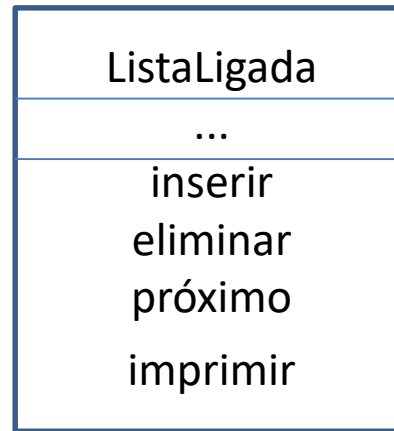 ListaLigada
...
inserir
eliminar
próximo
imprimir